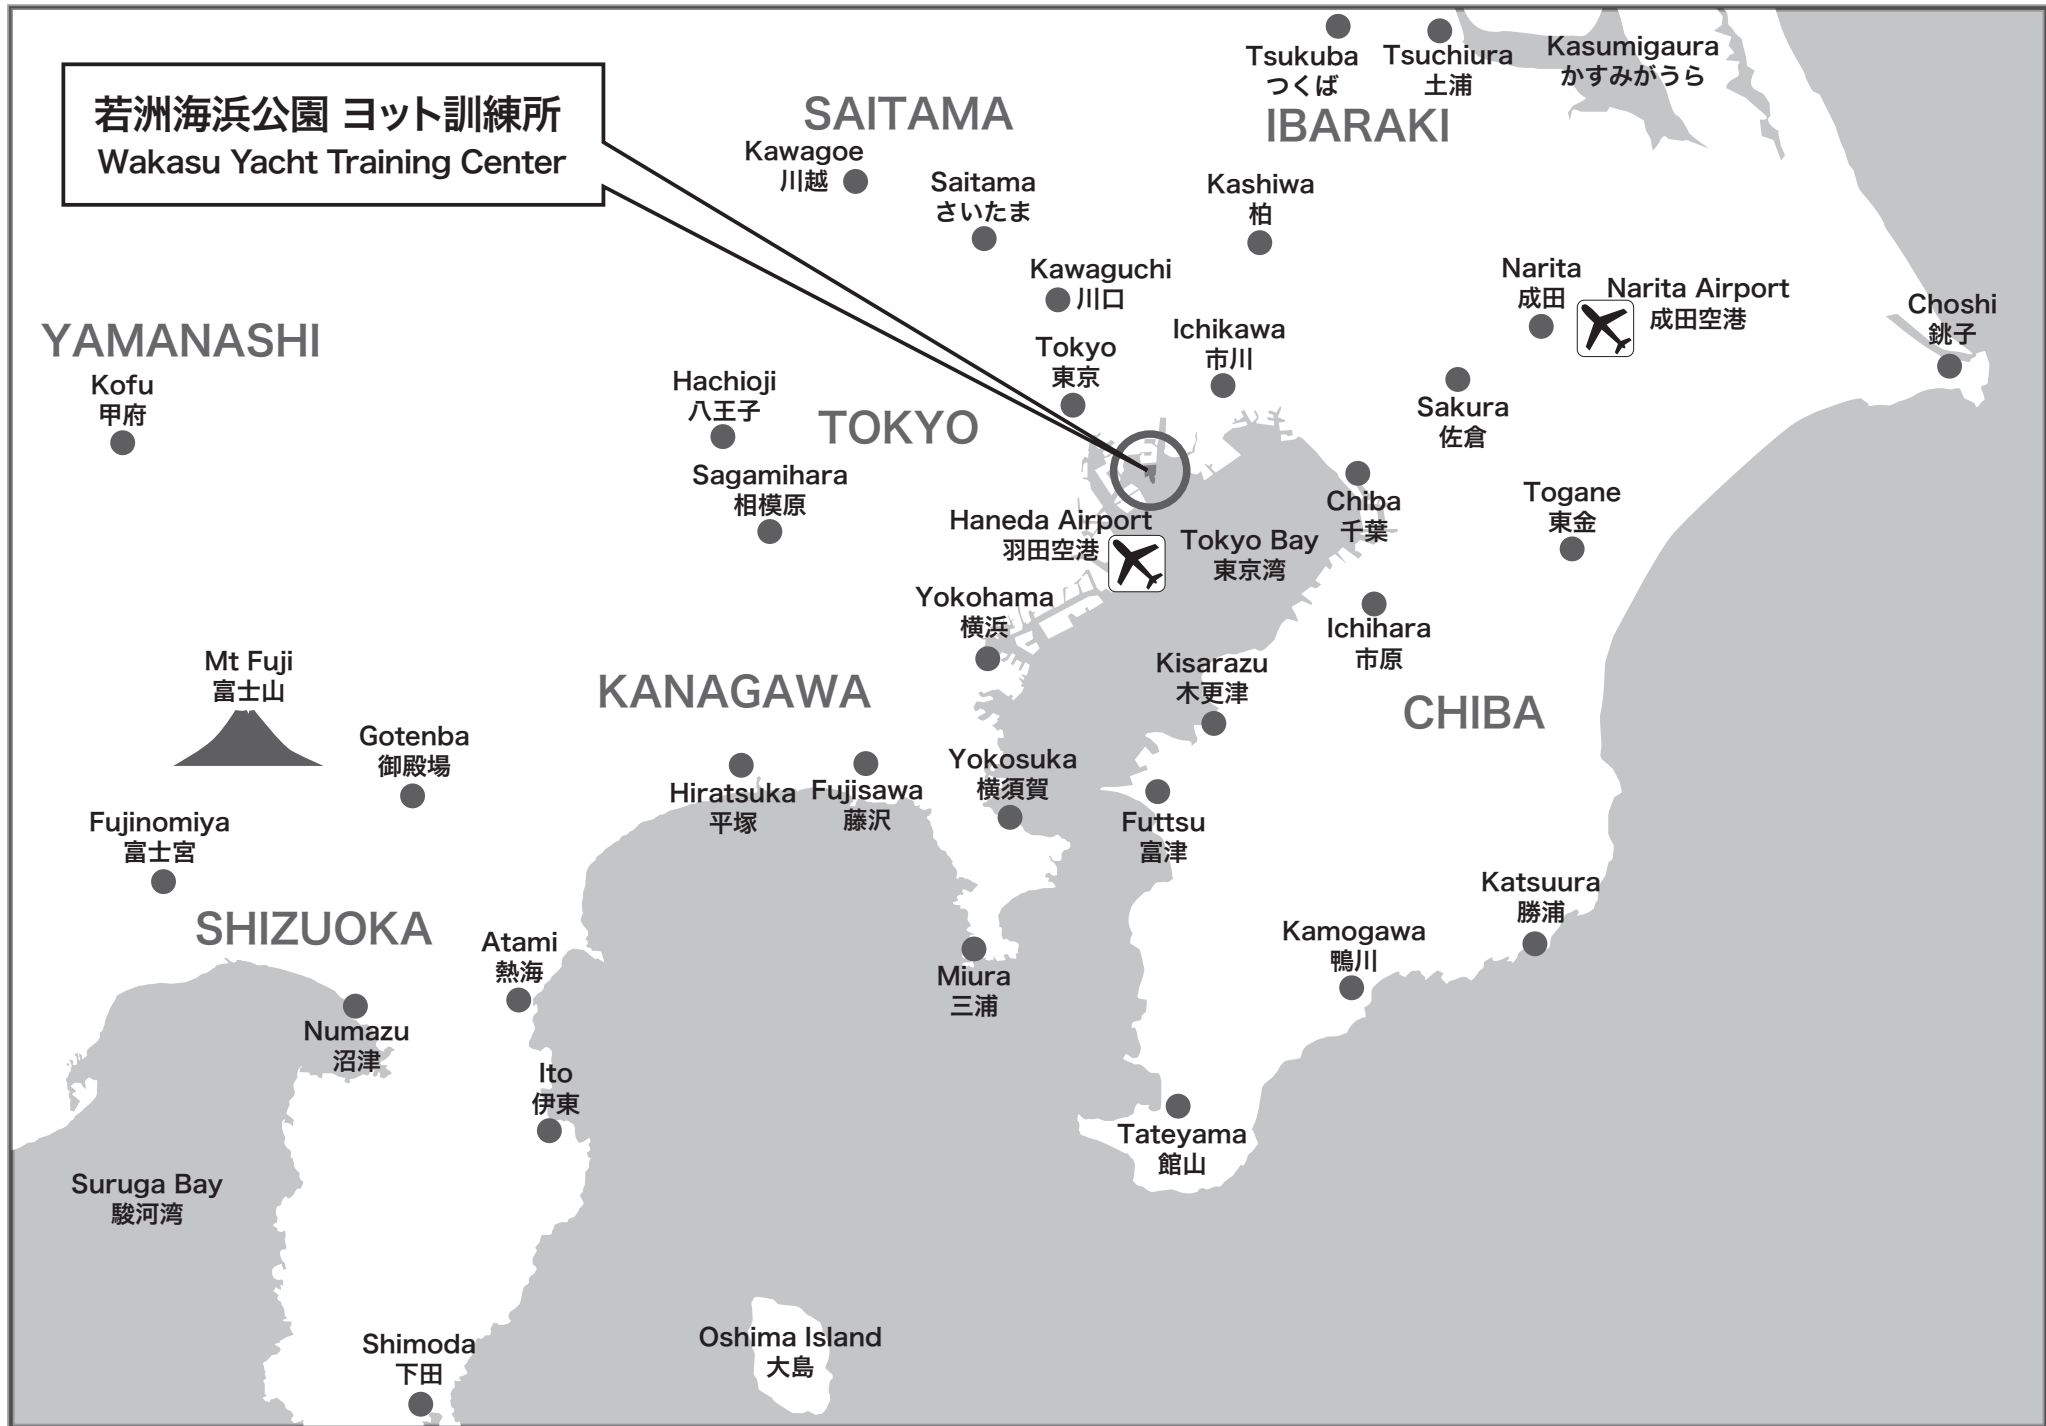 若洲海浜公園 ヨット訓練所
Wakasu Yacht Training Center
Tsukuba
つくば
Tsuchiura
土浦
Kasumigaura
かすみがうら
SAITAMA
IBARAKI
Kawagoe
川越
Saitama
さいたま
Kashiwa
柏
Kawaguchi
川口
Narita
成田
Narita Airport
成田空港
Choshi
銚子
YAMANASHI
Kofu
甲府
Tokyo
東京
Ichikawa
市川
Hachioji
八王子
TOKYO
Sakura
佐倉
Sagamihara
相模原
Haneda Airport
羽田空港
Tokyo Bay
東京湾
Chiba
千葉
Togane
東金
Yokohama
横浜
Ichihara
市原
Mt Fuji
富士山
KANAGAWA
Kisarazu
木更津
CHIBA
Gotenba
御殿場
Hiratsuka
平塚
Fujisawa
藤沢
Yokosuka
横須賀
Futtsu
富津
Fujinomiya
富士宮
Katsuura
勝浦
SHIZUOKA
Atami
熱海
Kamogawa
鴨川
Miura
三浦
Numazu
沼津
Ito
伊東
Tateyama
館山
Suruga Bay
駿河湾
Shimoda
下田
Oshima Island
大島